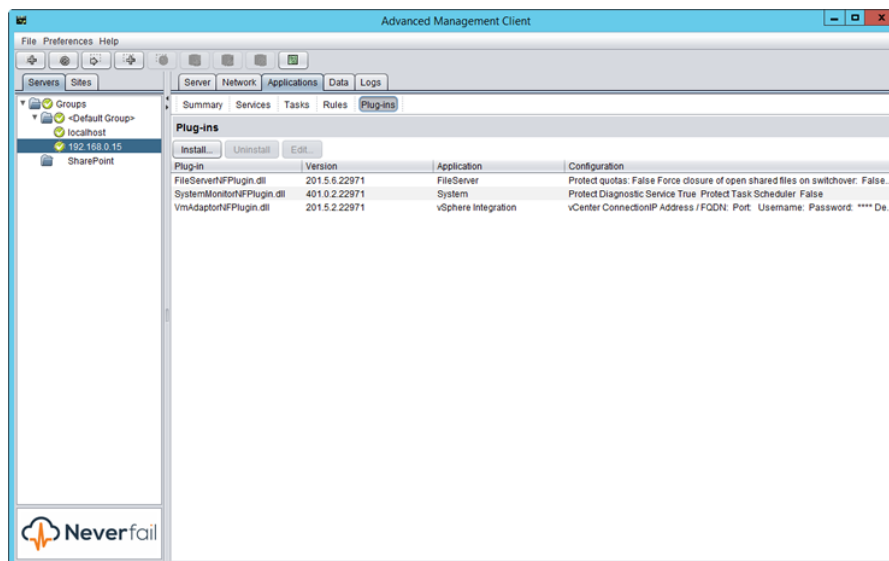 Advanced Management Client
File Preferences Help
Servers Sites
Server Network Applications Data Logs
Groups
<Default Group>
localhost
192.168.0.15
SharePoint
Summary Services Tasks Rules Plug-ins
Plug-ins
Install... Uninstall Edit...
Plug-in Version Application Configuration
FileServerNFPlugin.dll 201.5.6.22971 FileServer Protect quotas: False Force closure of open shared files on switchover: False...
SystemMonitorNFPlugin.dll 401.0.2.22971 System Protect Diagnostic Service True Protect Task Scheduler False
VmAdaptorNFPlugin.dll 201.5.2.22971 vSphere Integration vCenter ConnectionIP Address / FQDN: Port: Username: Password: **** De...
Neverfail